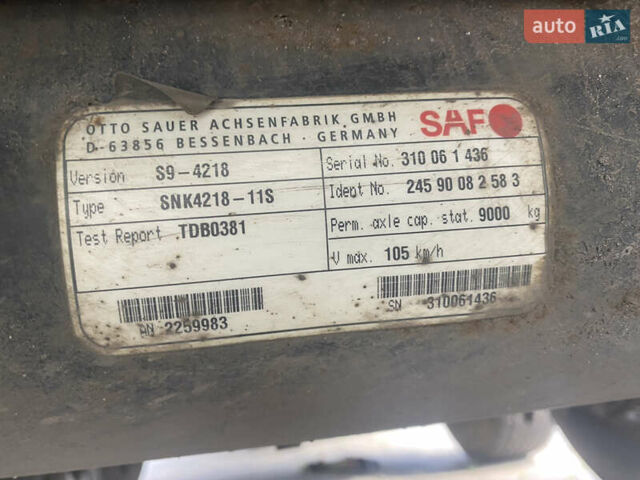 auto RIA.com
OTTO SAUER ACHSENFABRIK GMBH
D-63856 BESSENBACH · GERMANY
SAF
Version S9-4218
Type SNK4218-11S
Test Report TDB0381
Serial No. 310 06 1 436
Ident No. 245 90 08 2 58 3
Perm. axle cap. stat. 9000 kg
V max. 105 km/h
AN 2259983
SN 310061436